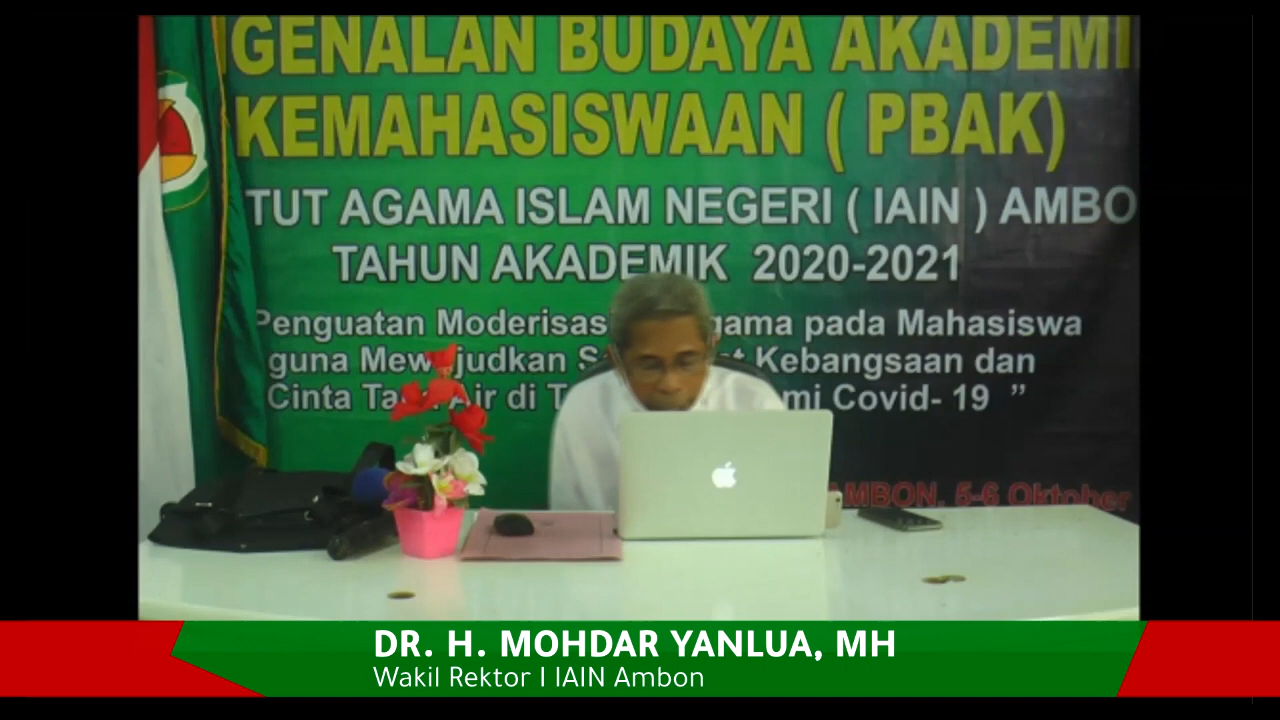 GENALAN BUDAYA AKADEMI
KEMAHASISWAAN ( PBAK)
TUT AGAMA ISLAM NEGERI ( IAIN ) AMBO
TAHUN AKADEMIK 2020-2021
Penguatan Moderisas gama pada Mahasiswa
guna Mew judkan S t Kebangsaan dan
Cinta Ta Air di T mi Covid- 19 ”
AMBON, 5-6 Oktober
DR. H. MOHDAR YANLUA, MH
Wakil Rektor I IAIN Ambon